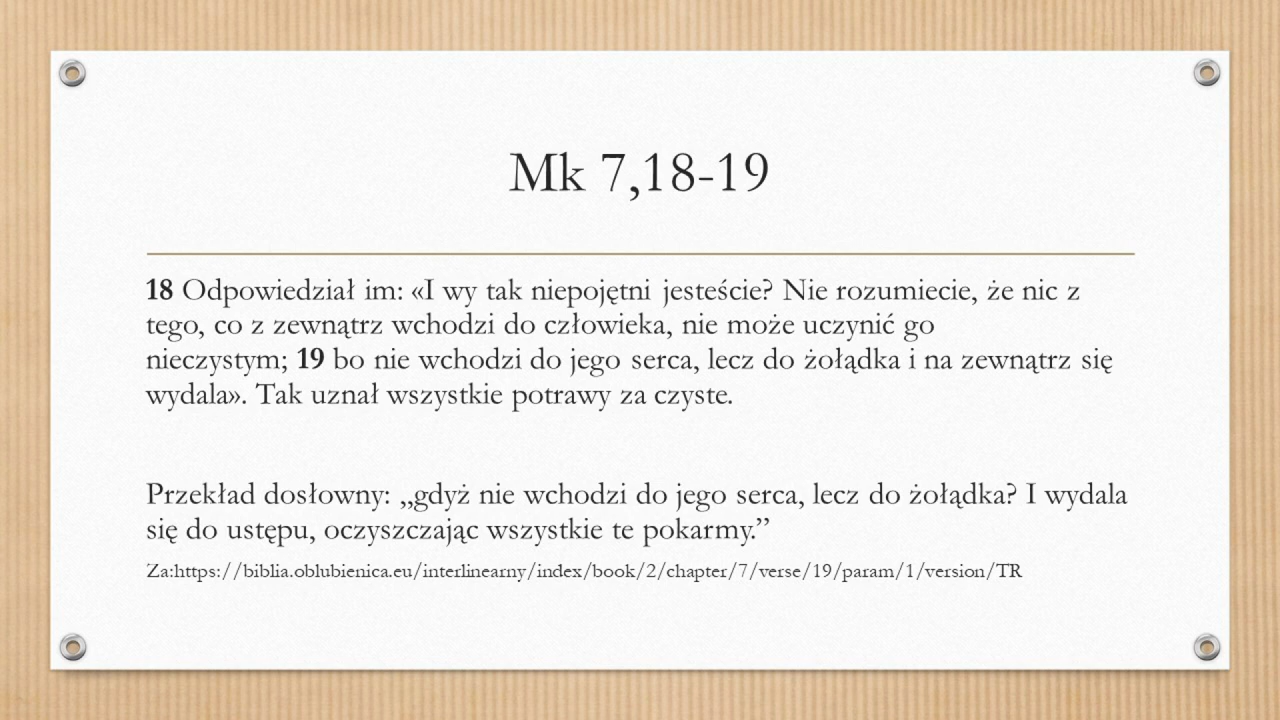 Mk 7,18-19
18 Odpowiedział im: «I wy tak niepojętni jesteście? Nie rozumiecie, że nic z
tego, co z zewnątrz wchodzi do człowieka, nie może uczynić go
nieczystym; 19 bo nie wchodzi do jego serca, lecz do żołądka i na zewnątrz się
wydala». Tak uznał wszystkie potrawy za czyste.
Przekład dosłowny: „gdyż nie wchodzi do jego serca, lecz do żołądka? I wydala
się do ustępu, oczyszczając wszystkie te pokarmy.”
Za:https://biblia.oblubienica.eu/interlinearny/index/book/2/chapter/7/verse/19/param/1/version/TR